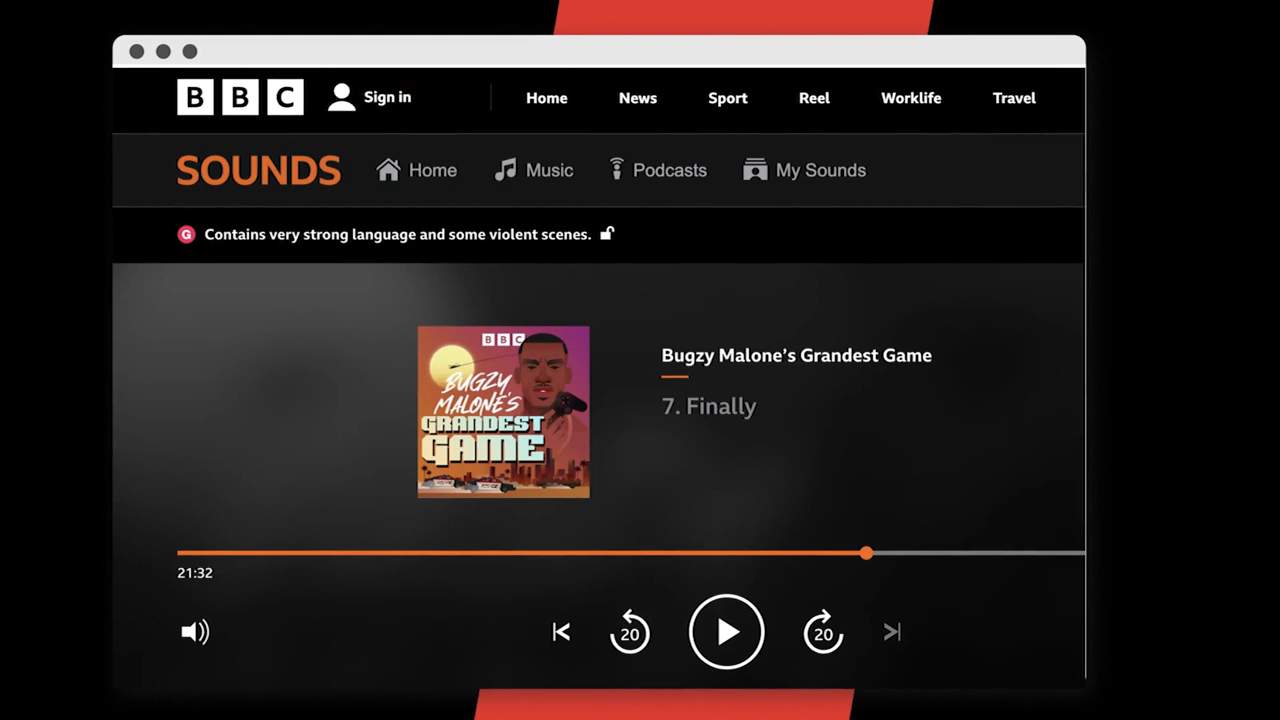 BBC Sign in Home News Sport Reel Worklife Travel
SOUNDS Home Music Podcasts My Sounds
G Contains very strong language and some violent scenes.
BBC
BUGZY
MALONE'S
GRANDEST
GAME
Bugzy Malone's Grandest Game
7. Finally
21:32
20 20